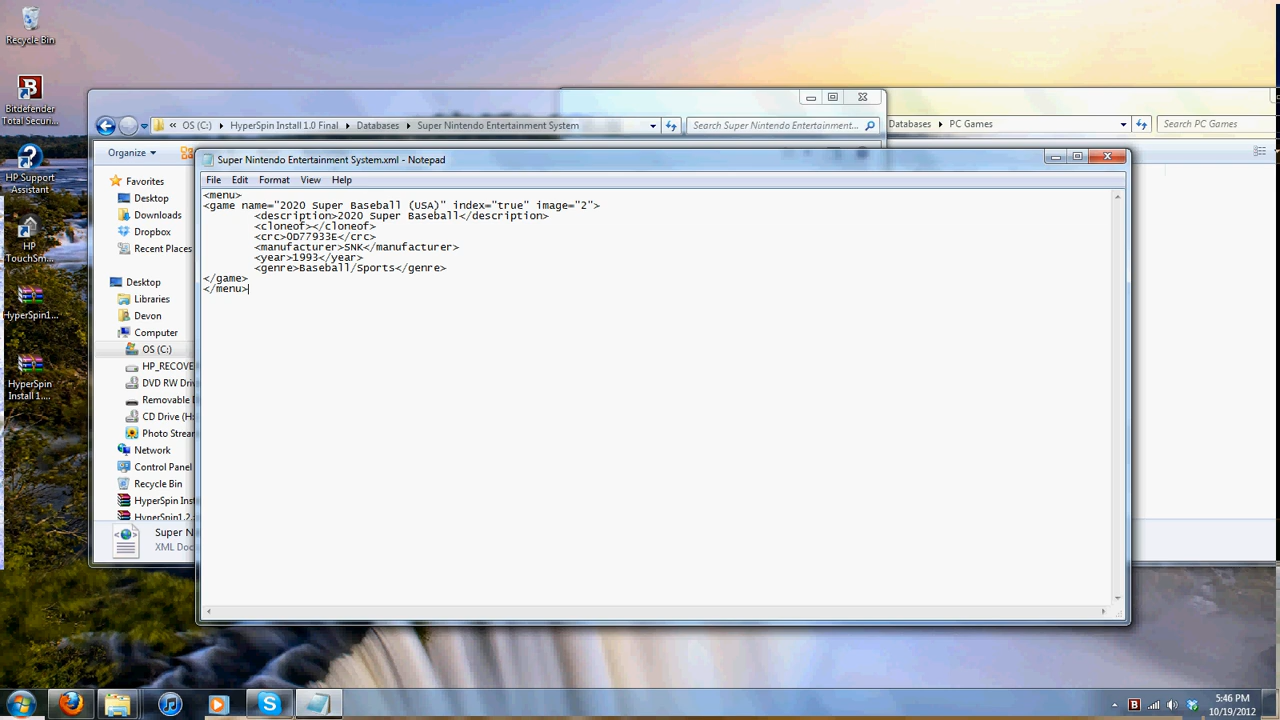 Recycle Bin
Bitdefender
Total Securi...
HP Support
Assistant
HP
TouchSm...
HyperSpin1...
HyperSpin
Install 1....
« OS (C:) HyperSpin Install 1.0 Final Databases Super Nintendo Entertainment System
Search Super Nintendo Entertainment...
Databases PC Games
Search PC Games
Organize
Favorites
Desktop
Downloads
Dropbox
Recent Places
Desktop
Libraries
Devon
Computer
OS (C:)
HP_RECOVE
DVD RW Driv
Removable D
CD Drive (H:
Photo Strear
Network
Control Panel
Recycle Bin
HyperSpin Inst
HyperSpin1.2.
Super N
XML Doc
Super Nintendo Entertainment System.xml - Notepad
File Edit Format View Help
<menu>
<game name="2020 Super Baseball (USA)" index="true" image="2">
<description>2020 Super Baseball</description>
<cloneof></cloneof>
<crc>0D77933E</crc>
<manufacturer>SNK</manufacturer>
<year>1993</year>
<genre>Baseball/Sports</genre>
</game>
</menu>
5:46 PM
10/19/2012